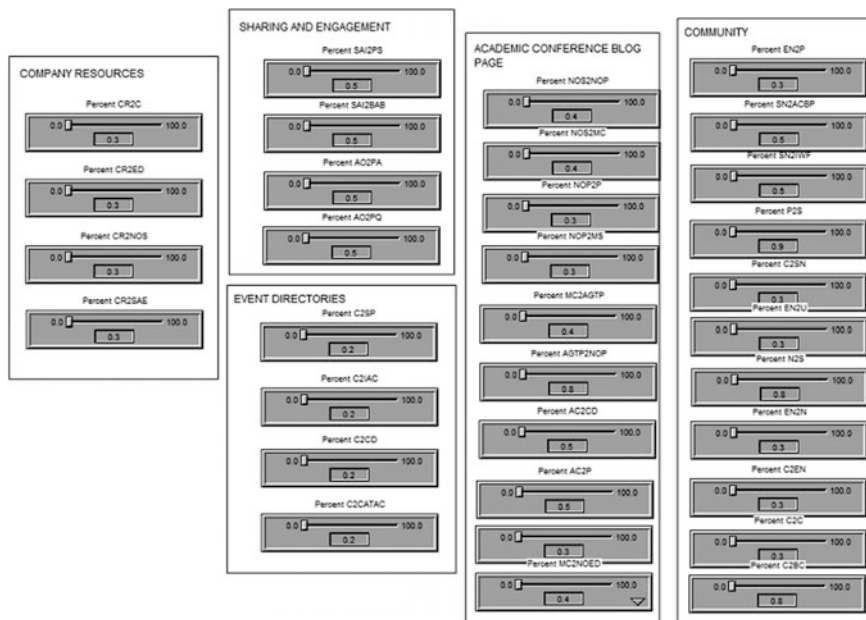 COMPANY RESOURCES
Percent CR2C
0.0 100.0
0.3
Percent CR2ED
0.0 100.0
0.3
Percent CR2NOS
0.0 100.0
0.3
Percent CR2SAE
0.0 100.0
0.3
SHARING AND ENGAGEMENT
Percent SAI2PS
0.0 100.0
0.5
Percent SAI2BAB
0.0 100.0
0.5
Percent AO2PA
0.0 100.0
0.5
Percent AO2PQ
0.0 100.0
0.5
EVENT DIRECTORIES
Percent C2SP
0.0 100.0
0.2
Percent C2IAC
0.0 100.0
0.2
Percent C2CD
0.0 100.0
0.2
Percent C2CATAC
0.0 100.0
0.2
ACADEMIC CONFERENCE BLOG
PAGE
Percent NOS2NOP
0.0 100.0
0.4
Percent NOS2MC
0.0 100.0
0.4
Percent NOP2P
0.0 100.0
0.3
Percent NOP2MS
0.0 100.0
0.3
Percent MC2AGTP
0.0 100.0
0.4
Percent AGTP2NOP
0.0 100.0
0.8
Percent AC2CD
0.0 100.0
0.5
Percent AC2P
0.0 100.0
0.5
0.0 100.0
0.3
Percent MC2NOED
0.0 100.0
0.4
COMMUNITY
Percent EN2P
0.0 100.0
0.3
Percent SN2ACBP
0.0 100.0
0.5
Percent SN2IWF
0.0 100.0
0.5
Percent P2S
0.0 100.0
0.9
Percent C2SN
0.0 100.0
0.3
Percent EN2U
0.0 100.0
0.3
Percent N2S
0.0 100.0
0.8
Percent EN2N
0.0 100.0
0.3
Percent C2EN
0.0 100.0
0.3
Percent C2C
0.0 100.0
0.3
Percent C2BC
0.0 100.0
0.8